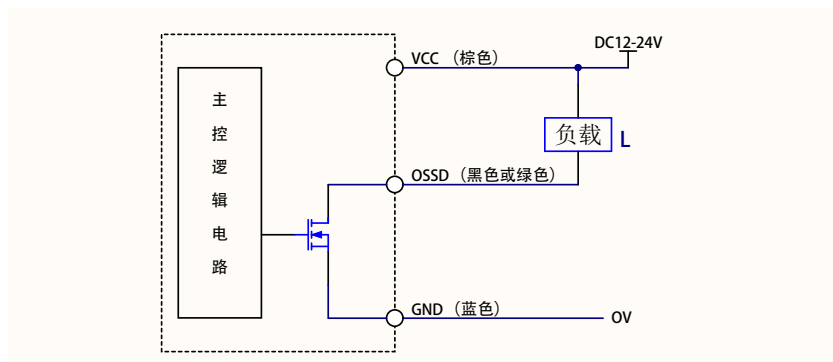 DC12-24V
VCC （棕色）
主
控
逻
辑
电
路
负载
L
OSSD（黑色或绿色）
GND（蓝色）
OV